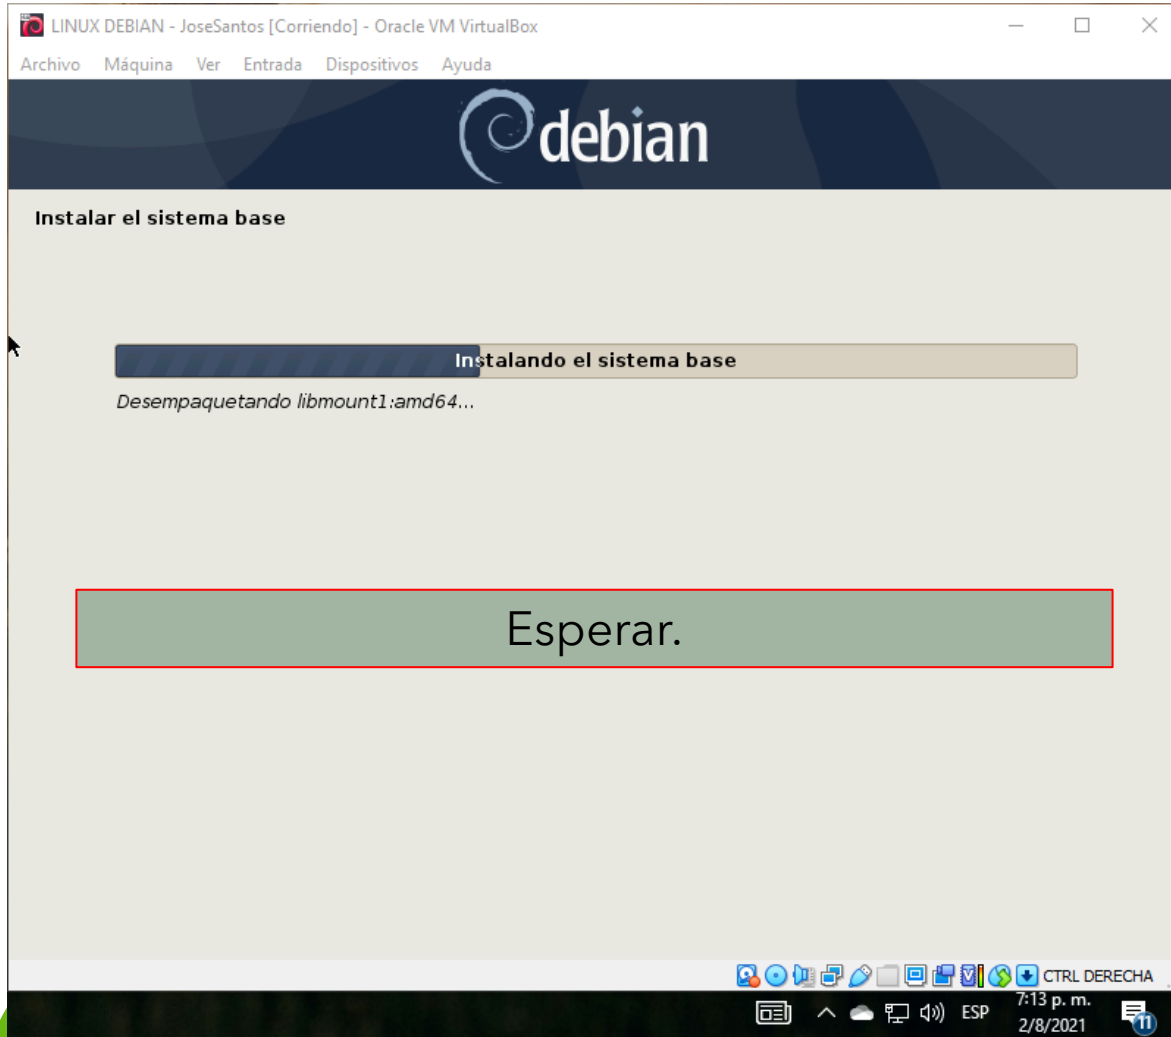 LINUX DEBIAN - JoseSantos [Corriendo] - Oracle VM VirtualBox
Archivo Máquina Ver Entrada Dispositivos Ayuda
debian
Instalar el sistema base
Instalando el sistema base
Desempaquetando libmount1:amd64...
Esperar.
CTRL DERECHA
ESP
7:13 p. m.
2/8/2021
11